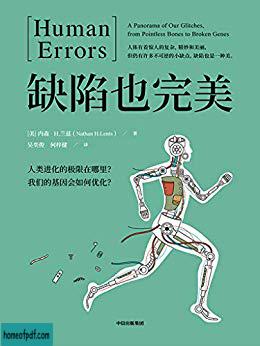 Human
Errors
A Panorama of Our Glitches,
from Pointless Bones to Broken Genes
人体有着惊人的复杂、精妙和美丽,
但仍有许多不可逆的小缺点,缺陷也是一种美。
缺陷也完美
[美] 内森·H.兰兹(Nathan H.Lents) 著
吴奕俊 何梓健 译
人类进化的极限在哪里?
我们的基因会如何优化?
中信出版集团
homeofpdf.com